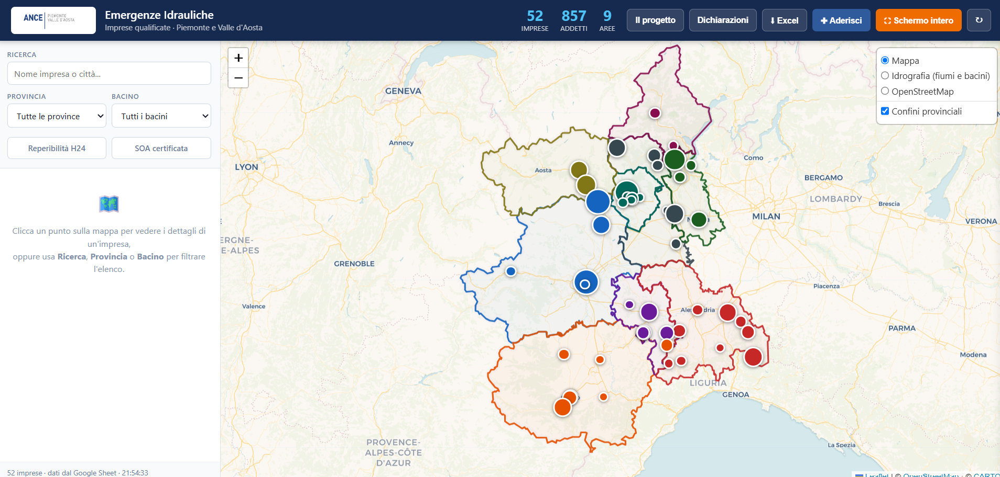 ANCE | PIEMONTE VALLE D'AOSTA
Emergenze Idrauliche
Imprese qualificate · Piemonte e Valle d'Aosta
52 IMPRESE
857 ADDETTI
9 AREE
Il progetto
Dichiarazioni
⬇ Excel
✚ Aderisci
⛶ Schermo intero
↻
RICERCA
Nome impresa o città...
PROVINCIA
BACINO
Tutte le province
Tutti i bacini
Reperibilità H24
SOA certificata
Clicca un punto sulla mappa per vedere i dettagli di
un'impresa,
oppure usa Ricerca, Provincia o Bacino per filtrare
l'elenco.
52 imprese · dati dal Google Sheet · 21:54:33
+
−
Mappa
Idrografia (fiumi e bacini)
OpenStreetMap
Confini provinciali
GENEVA
Annecy
LYON
Aosta
Como
BERGAMO
LOMBARDY
Brescia
MILAN
VERONA
ERGNE-
E-ALPES
GRENOBLE
Piacenza
Valence
PARMA
Modena
LIGURIA
GENOA
PROVENCE-
ALPES-CÔTE
D'AZUR
La Spezia
Leaflet | © OpenStreetMap · © CARTO